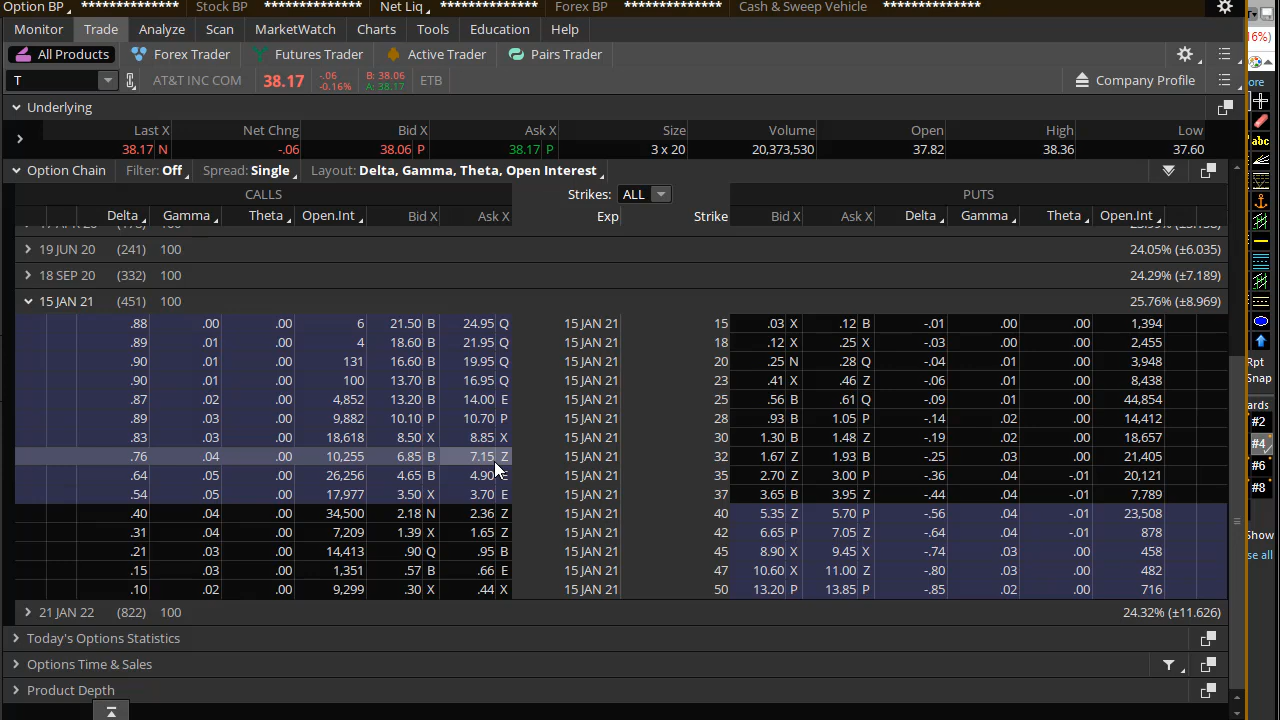 Option BP ************** Stock BP ************** Net Liq ************** Forex BP ************** Cash & Sweep Vehicle **************
Monitor Trade Analyze Scan MarketWatch Charts Tools Education Help
All Products Forex Trader Futures Trader Active Trader Pairs Trader
T AT&T INC COM 38.17 -.06 B: 38.06 ETB Company Profile
-0.16% A: 38.17
Underlying
Last X Net Chng Bid X Ask X Size Volume Open High Low
38.17 N -.06 38.06 P 38.17 P 3 x 20 20,373,530 37.82 38.36 37.60
Option Chain Filter: Off Spread: Single Layout: Delta, Gamma, Theta, Open Interest
CALLS Strikes: ALL PUTS
Delta Gamma Theta Open.Int Bid X Ask X Exp Strike Bid X Ask X Delta Gamma Theta Open.Int
19 JUN 20 (241) 100 24.05% (±6.035)
18 SEP 20 (332) 100 24.29% (±7.189)
15 JAN 21 (451) 100 25.76% (±8.969)
.88 .00 .00 6 21.50 B 24.95 Q 15 JAN 21 15 .03 X .12 B -.01 .00 .00 1,394
.89 .01 .00 4 18.60 B 21.95 Q 15 JAN 21 18 .12 X .25 X -.03 .00 .00 2,455
.90 .01 .00 131 16.60 B 19.95 Q 15 JAN 21 20 .25 N .28 Q -.04 .01 .00 3,948
.90 .01 .00 100 13.70 B 16.95 Q 15 JAN 21 23 .41 X .46 Z -.06 .01 .00 8,438
.87 .02 .00 4,852 13.20 B 14.00 E 15 JAN 21 25 .56 B .61 Q -.09 .01 .00 44,854
.89 .03 .00 9,882 10.10 P 10.70 P 15 JAN 21 28 .93 B 1.05 P -.14 .02 .00 14,412
.83 .03 .00 18,618 8.50 X 8.85 X 15 JAN 21 30 1.30 B 1.48 Z -.19 .02 .00 18,657
.76 .04 .00 10,255 6.85 B 7.15 Z 15 JAN 21 32 1.67 Z 1.93 B -.25 .03 .00 21,405
.64 .05 .00 26,256 4.65 B 4.90 15 JAN 21 35 2.70 Z 3.00 P -.36 .04 .00 20,121
.54 .05 .00 17,977 3.50 X 3.70 E 15 JAN 21 37 3.65 B 3.95 Z -.44 .04 -.01 7,789
.40 .04 .00 34,500 2.18 N 2.36 Z 15 JAN 21 40 5.35 Z 5.70 P -.56 .04 -.01 23,508
.31 .04 .00 7,209 1.39 X 1.65 Z 15 JAN 21 42 6.65 P 7.05 Z -.64 .04 -.01 878
.21 .03 .00 14,413 .90 Q .95 B 15 JAN 21 45 8.90 X 9.45 X -.74 .03 .00 458
.15 .03 .00 1,351 .57 B .66 E 15 JAN 21 47 10.60 X 11.00 Z -.80 .03 .00 482
.10 .02 .00 9,299 .30 X .44 X 15 JAN 21 50 13.20 P 13.85 P -.85 .02 .00 716
21 JAN 22 (822) 100 24.32% (±11.626)
Today's Options Statistics
Options Time & Sales
Product Depth
16%)
ore
abc
Rpt
Snap
ards
#2
#4
#6
#8
Show
se all